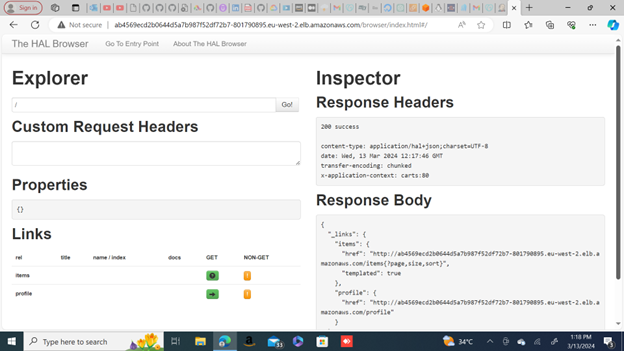 Sign in
Not secure ab4569ecd2b0644d5a7b987f52df72b7-801790895.eu-west-2.elb.amazonaws.com/browser/index.html#/
The HAL Browser Go To Entry Point About The HAL Browser
Explorer
/ Go!
Custom Request Headers
Properties
{}
Links
rel title name / index docs GET NON-GET
items
profile
Inspector
Response Headers
200 success
content-type: application/hal+json;charset=UTF-8
date: Wed, 13 Mar 2024 12:17:46 GMT
transfer-encoding: chunked
x-application-context: carts:80
Response Body
{
"_links": {
"items": {
"href": "http://ab4569ecd2b0644d5a7b987f52df72b7-801790895.eu-west-2.elb.a
mazonaws.com/items{?page,size,sort}",
"templated": true
},
"profile": {
"href": "http://ab4569ecd2b0644d5a7b987f52df72b7-801790895.eu-west-2.elb.a
mazonaws.com/profile"
}
Type here to search
33
34°C
1:18 PM
3/13/2024